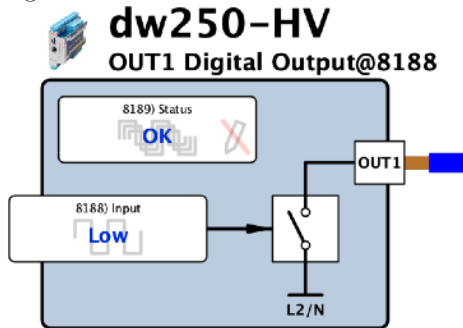 dw250-HV
OUT1 Digital Output@8188
8189) Status
OK
OUT1
8188) Input
Low
L2/N